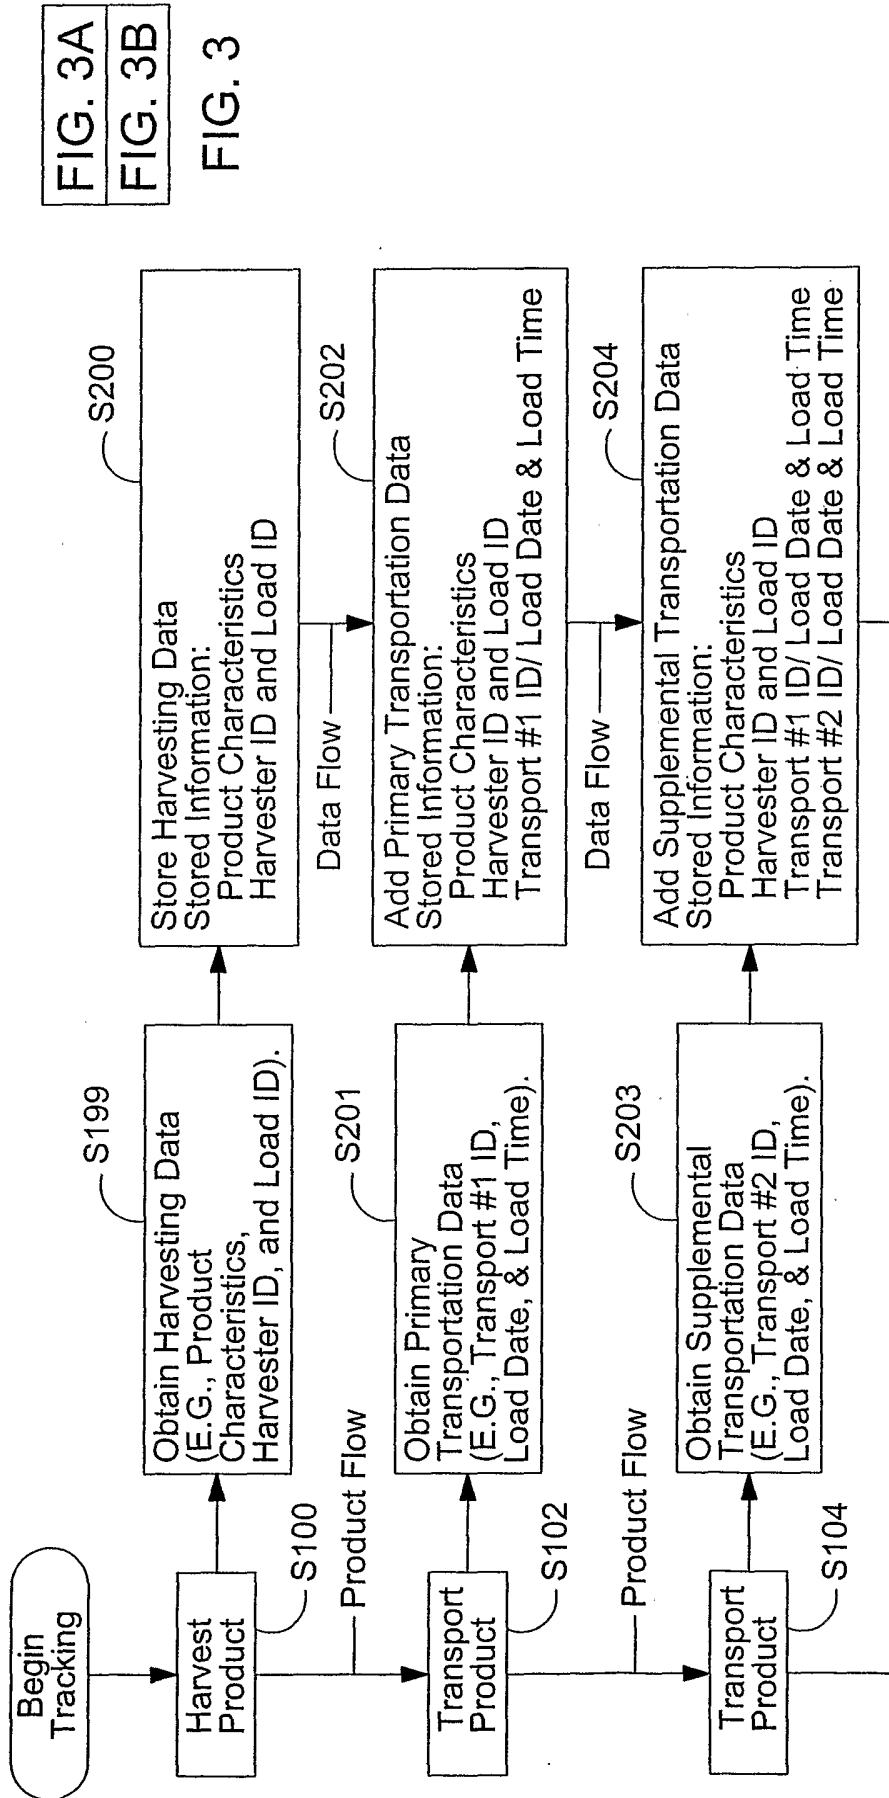 FIG. 3A
FIG. 3B
FIG. 3
Begin
Tracking
Harvest
Product
S100
Obtain Harvesting Data
(E.G., Product
Characteristics,
Harvester ID, and Load ID).
S199
Store Harvesting Data
Stored Information:
Product Characteristics
Harvester ID and Load ID
S200
Product Flow
Data Flow
Transport
Product
S102
Obtain Primary
Transportation Data
(E.G., Transport #1 ID,
Load Date, & Load Time).
S201
Add Primary Transportation Data
Stored Information:
Product Characteristics
Harvester ID and Load ID
Transport #1 ID/ Load Date & Load Time
S202
Product Flow
Data Flow
Transport
Product
S104
Obtain Supplemental
Transportation Data
(E.G., Transport #2 ID,
Load Date, & Load Time).
S203
Add Supplemental Transportation Data
Stored Information:
Product Characteristics
Harvester ID and Load ID
Transport #1 ID/ Load Date & Load Time
Transport #2 ID/ Load Date & Load Time
S204